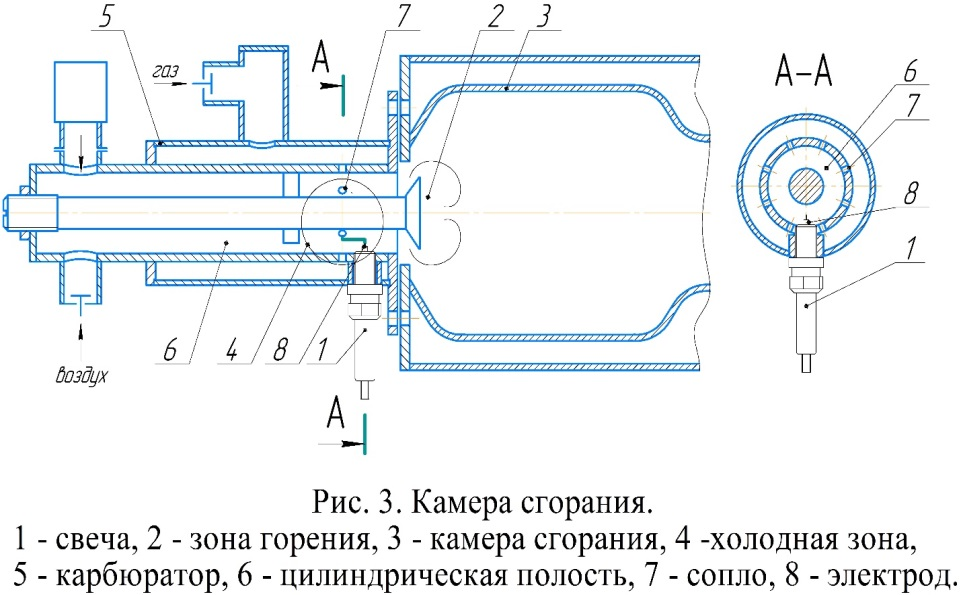 5 7 2 3
газ
А
А-А
6
7
8
1
6 4 8 1
воздух
А
Рис. 3. Камера сгорания.
1 - свеча, 2 - зона горения, 3 - камера сгорания, 4 -холодная зона,
5 - карбюратор, 6 - цилиндрическая полость, 7 - сопло, 8 - электрод.